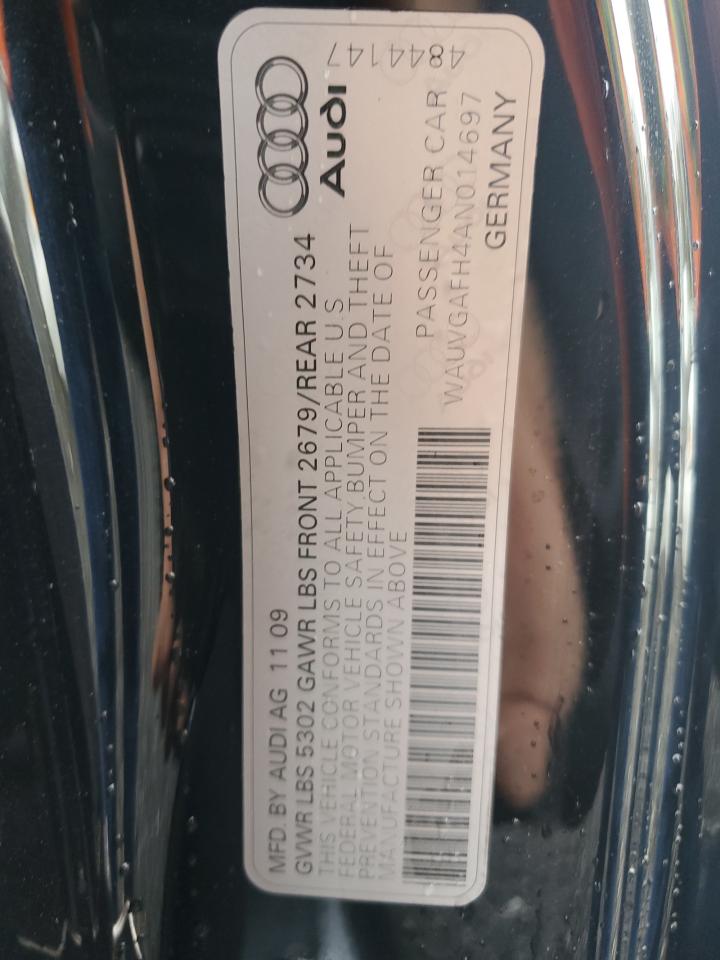 MFD. BY AUDI AG 11 09
GVWR LBS 5302 GAWR LBS FRONT 2679/REAR 2734
THIS VEHICLE CONFORMS TO ALL APPLICABLE U.S.
FEDERAL MOTOR VEHICLE SAFETY BUMPER AND THEFT
PREVENTION STANDARDS IN EFFECT ON THE DATE OF
MANUFACTURE SHOWN ABOVE
PASSENGER CAR
WAUVGAFH4AN014697
GERMANY
Audi
4844147